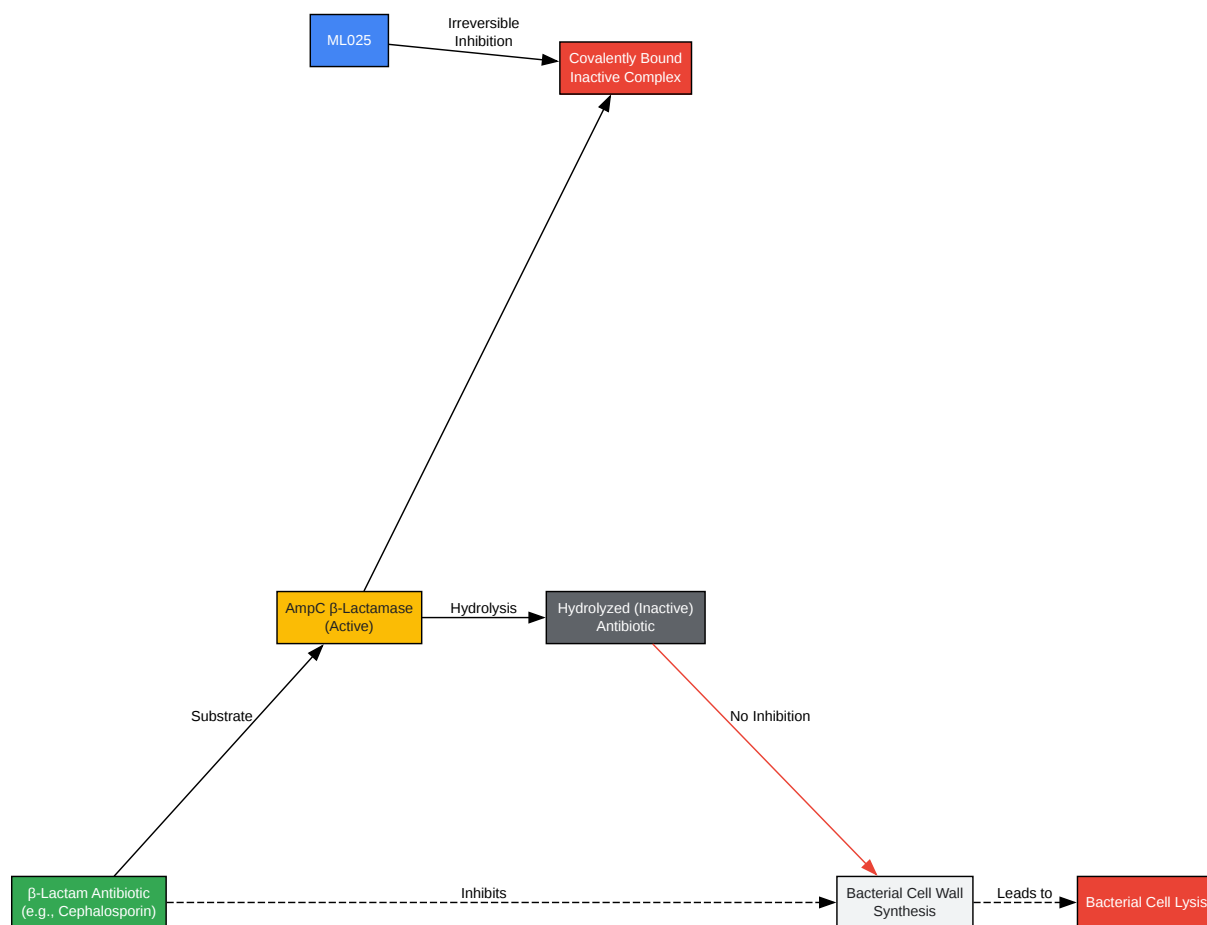 ML025
Irreversible
Inhibition
Covalently Bound
Inactive Complex
AmpC β-Lactamase
(Active)
Hydrolysis
Hydrolyzed (Inactive)
Antibiotic
Substrate
No Inhibition
β-Lactam Antibiotic
(e.g., Cephalosporin)
Inhibits
Bacterial Cell Wall
Synthesis
Leads to
Bacterial Cell Lysis